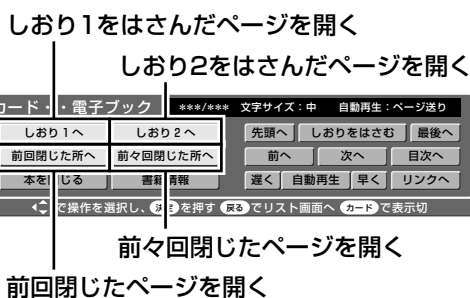 しおり1をはさんだページを開く
しおり2をはさんだページを開く
カード・ ・電子ブック ***/*** 文字サイズ：中 自動再生：ページ送り
しおり1へ しおり2へ 先頭へ しおりをはさむ 最後へ
前回閉じた所へ 前々回閉じた所へ 前へ 次へ 目次へ
本を じる 書籍情報 遅く 自動再生 早く リンクへ
で操作を選択し、決定を押す 戻る でリスト画面へ カード で表示切
前々回閉じたページを開く
前回閉じたページを開く